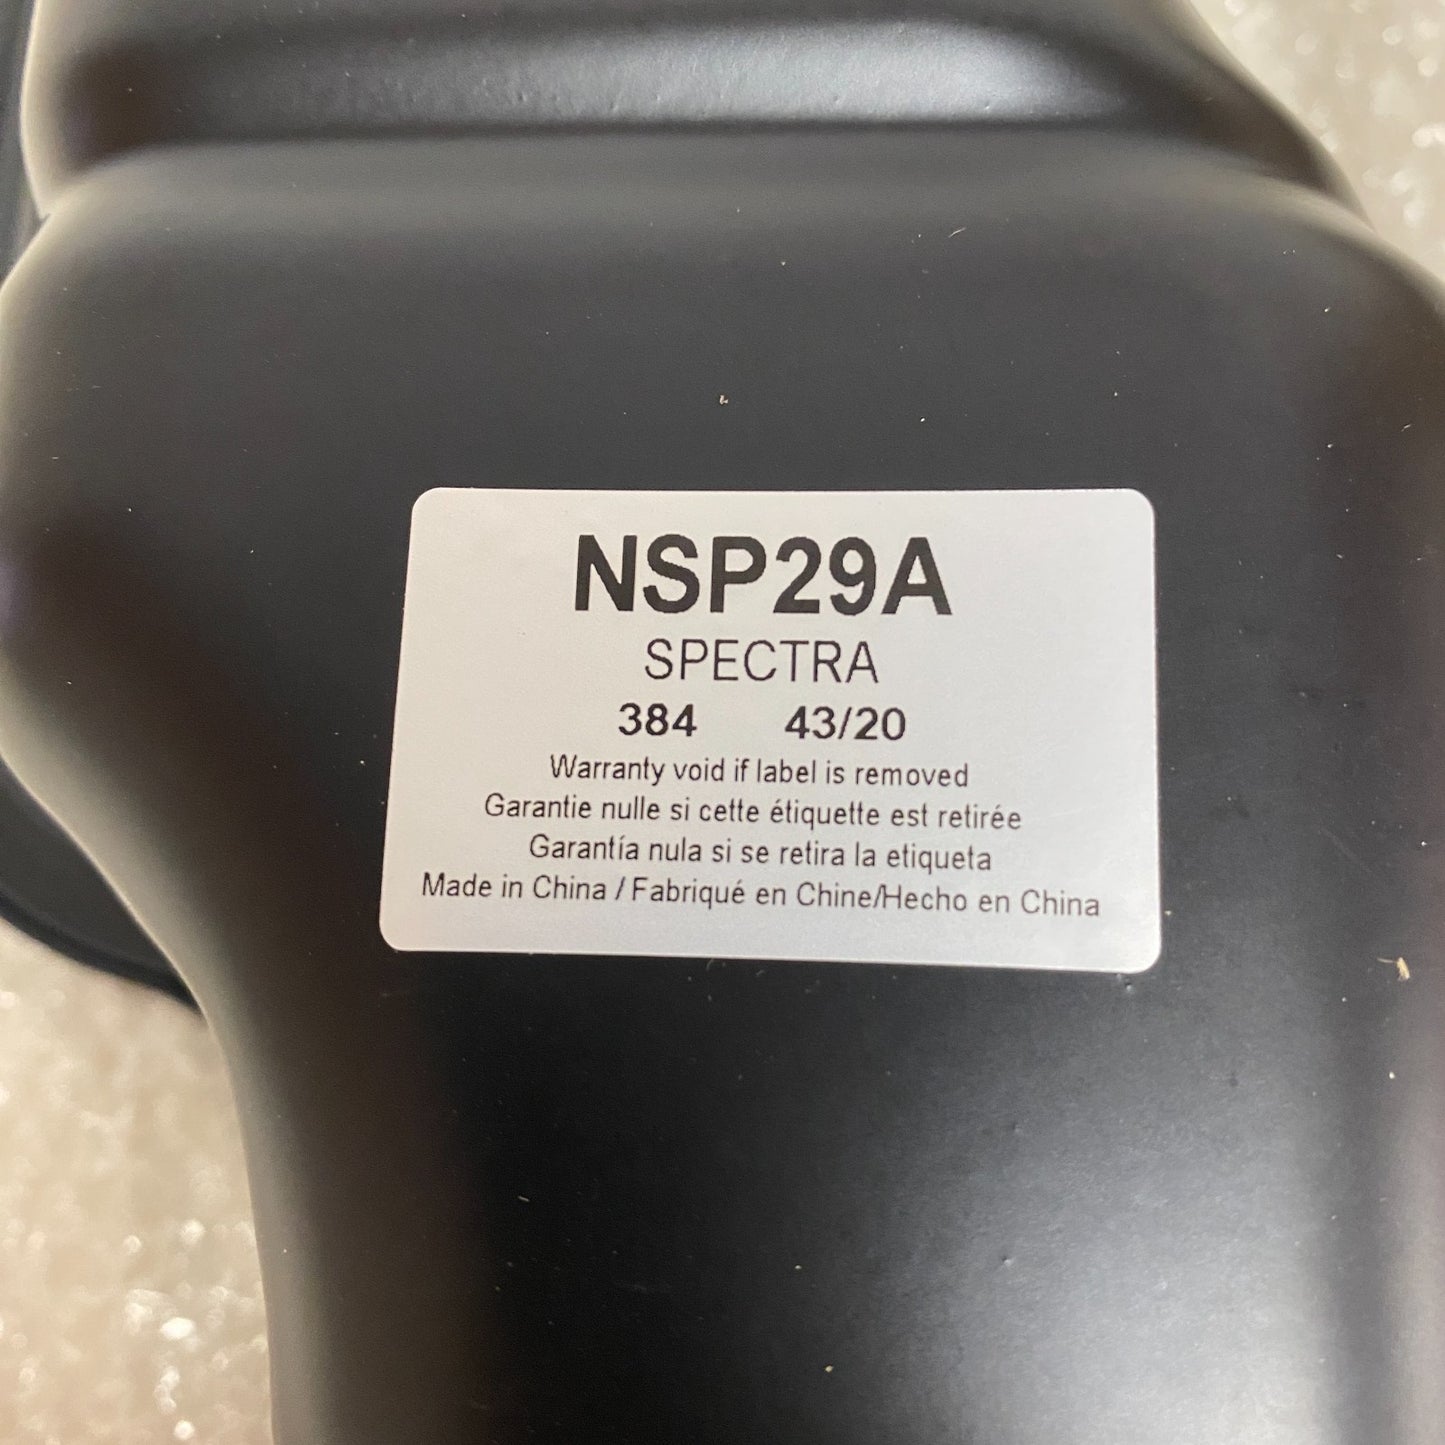 NSP29A
SPECTRA
384 43/20
Warranty void if label is removed
Garantie nulle si cette étiquette est retirée
Garantía nula si se retira la etiqueta
Made in China / Fabriqué en Chine/Hecho en China